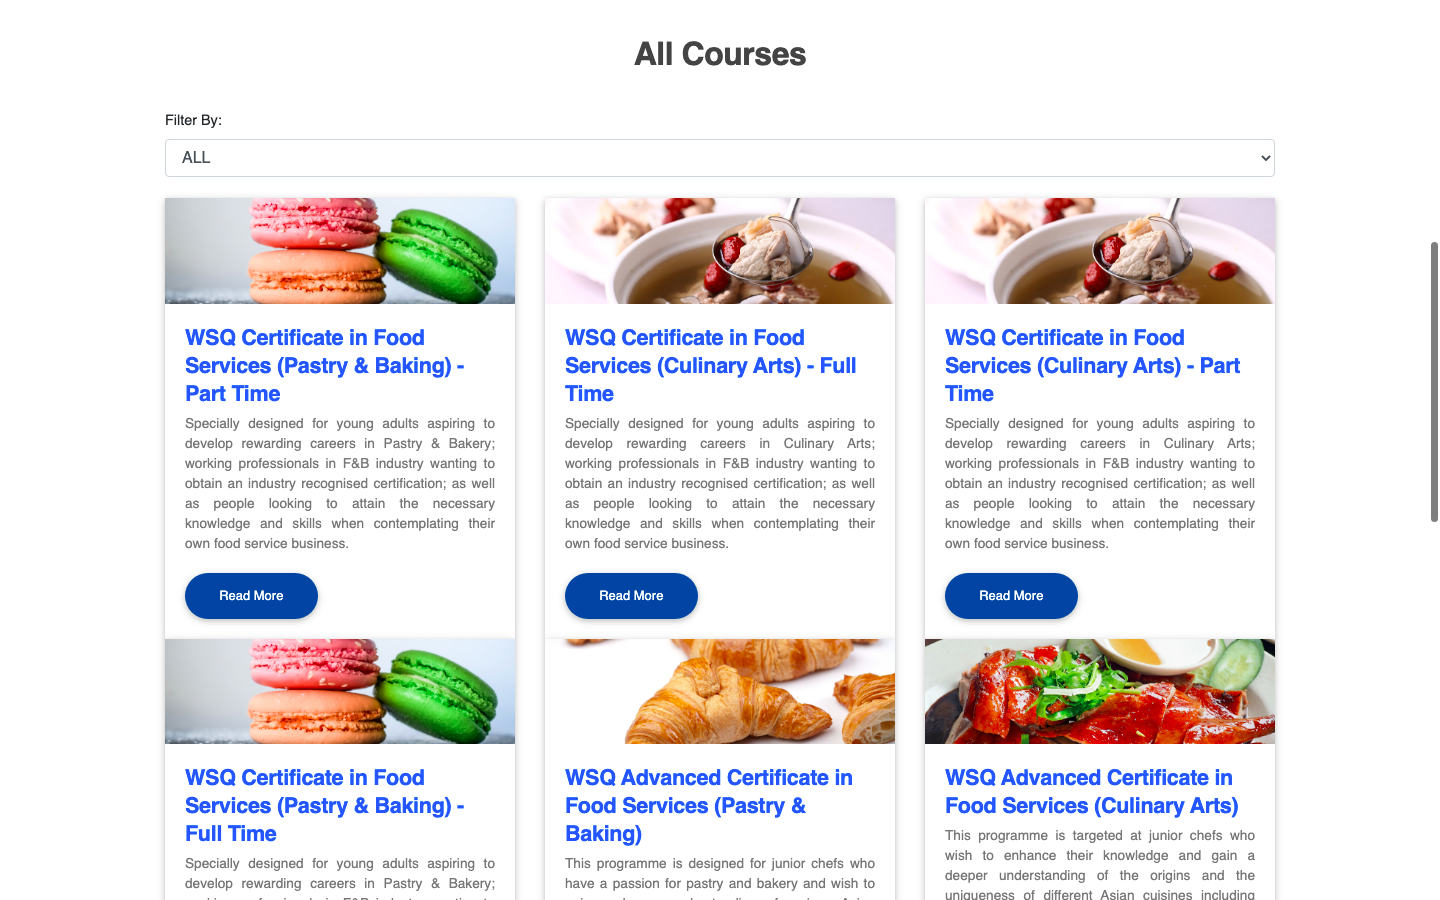 All Courses
Filter By:
ALL
WSQ Certificate in Food
Services (Pastry & Baking) -
Part Time
Specially designed for young adults aspiring to
develop rewarding careers in Pastry & Bakery;
working professionals in F&B industry wanting to
obtain an industry recognised certification; as well
as people looking to attain the necessary
knowledge and skills when contemplating their
own food service business.
Read More
WSQ Certificate in Food
Services (Culinary Arts) - Full
Time
Specially designed for young adults aspiring to
develop rewarding careers in Culinary Arts;
working professionals in F&B industry wanting to
obtain an industry recognised certification; as well
as people looking to attain the necessary
knowledge and skills when contemplating their
own food service business.
Read More
WSQ Certificate in Food
Services (Culinary Arts) - Part
Time
Specially designed for young adults aspiring to
develop rewarding careers in Culinary Arts;
working professionals in F&B industry wanting to
obtain an industry recognised certification; as well
as people looking to attain the necessary
knowledge and skills when contemplating their
own food service business.
Read More
WSQ Certificate in Food
Services (Pastry & Baking) -
Full Time
Specially designed for young adults aspiring to
develop rewarding careers in Pastry & Bakery;
WSQ Advanced Certificate in
Food Services (Pastry &
Baking)
This programme is designed for junior chefs who
have a passion for pastry and bakery and wish to
WSQ Advanced Certificate in
Food Services (Culinary Arts)
This programme is targeted at junior chefs who
wish to enhance their knowledge and gain a
deeper understanding of the origins and the
uniqueness of different Asian cuisines including